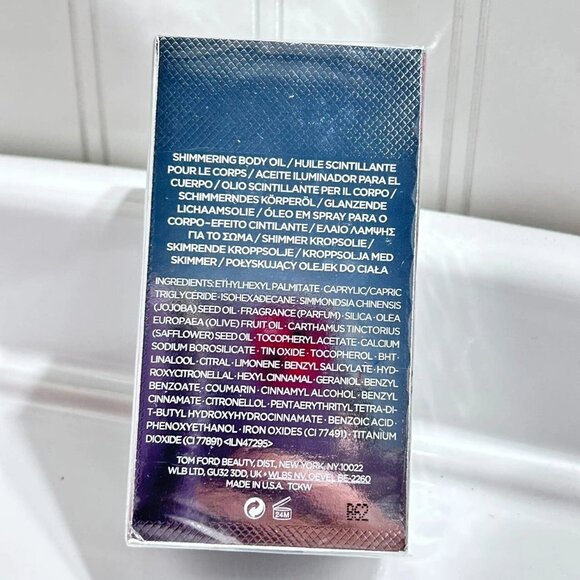 SHIMMERING BODY OIL / HUILE SCINTILLANTE
POUR LE CORPS / ACEITE ILUMINADOR PARA EL
CUERPO / OLIO SCINTILLANTE PER IL CORPO /
SCHIMMERNDES KÖRPERÖL / GLANZENDE
LICHAAMSOLIE / ÓLEO EM SPRAY PARA O
CORPO-EFEITO CINTILANTE / ΕΛΑΙΟ ΛΑΜΨΗΣ
ΓΙΑ ΤΟ ΣΩΜΑ / SHIMMER KROPSOLIE /
SKIMRENDE KROPPSOLJE / KROPPSOLJA MED
SKIMMER / POŁYSKUJĄCY OLEJEK DO CIAŁA
INGREDIENTS: ETHYLHEXYL PALMITATE · CAPRYLIC/CAPRIC
TRIGLYCERIDE · ISOHEXADECANE · SIMMONDSIA CHINENSIS
(JOJOBA) SEED OIL · FRAGRANCE (PARFUM) · SILICA · OLEA
EUROPAEA (OLIVE) FRUIT OIL · CARTHAMUS TINCTORIUS
(SAFFLOWER) SEED OIL · TOCOPHERYL ACETATE · CALCIUM
SODIUM BOROSILICATE · TIN OXIDE · TOCOPHEROL · BHT ·
LINALOOL · CITRAL · LIMONENE · BENZYL SALICYLATE · HYD-
ROXYCITRONELLAL · HEXYL CINNAMAL · GERANIOL · BENZYL
BENZOATE · COUMARIN · CINNAMYL ALCOHOL · BENZYL
CINNAMATE · CITRONELLOL · PENTAERYTHRITYL TETRA-DI-
T-BUTYL HYDROXYHYDROCINNAMATE · BENZOIC ACID ·
PHENOXYETHANOL · IRON OXIDES (CI 77491) · TITANIUM
DIOXIDE (CI 77891) <ILN47295>
TOM FORD BEAUTY, DIST., NEW YORK, NY. 10022
WLB LTD, GU32 3DD, UK • WLBS NV, OEVEL BE-2260
MADE IN U.S.A. TCKW
24M
B62